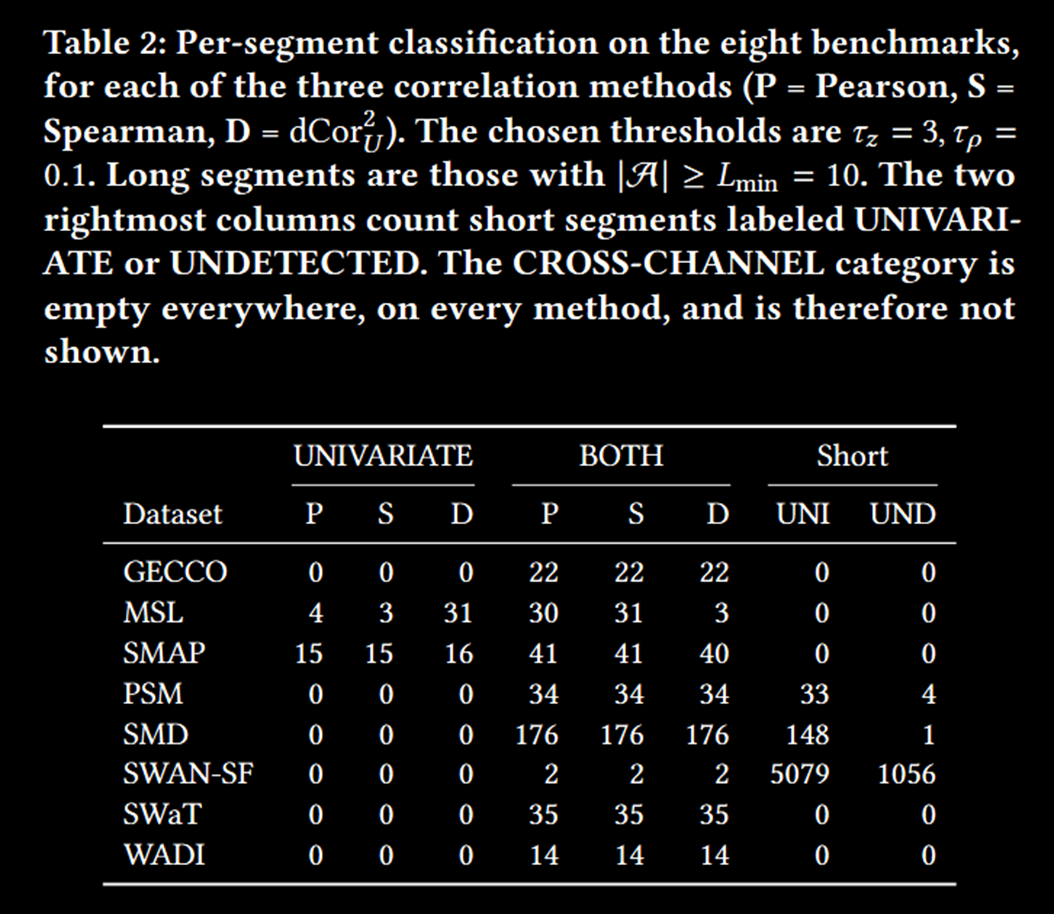 Table 2: Per-segment classification on the eight benchmarks,
for each of the three correlation methods (P = Pearson, S =
Spearman, D = dCor²_U). The chosen thresholds are τ_z = 3, τ_ρ =
0.1. Long segments are those with |𝒜| ≥ L_min = 10. The two
rightmost columns count short segments labeled UNIVARI-
ATE or UNDETECTED. The CROSS-CHANNEL category is
empty everywhere, on every method, and is therefore not
shown.
UNIVARIATE BOTH Short
Dataset P S D P S D UNI UND
GECCO 0 0 0 22 22 22 0 0
MSL 4 3 31 30 31 3 0 0
SMAP 15 15 16 41 41 40 0 0
PSM 0 0 0 34 34 34 33 4
SMD 0 0 0 176 176 176 148 1
SWAN-SF 0 0 0 2 2 2 5079 1056
SWaT 0 0 0 35 35 35 0 0
WADI 0 0 0 14 14 14 0 0